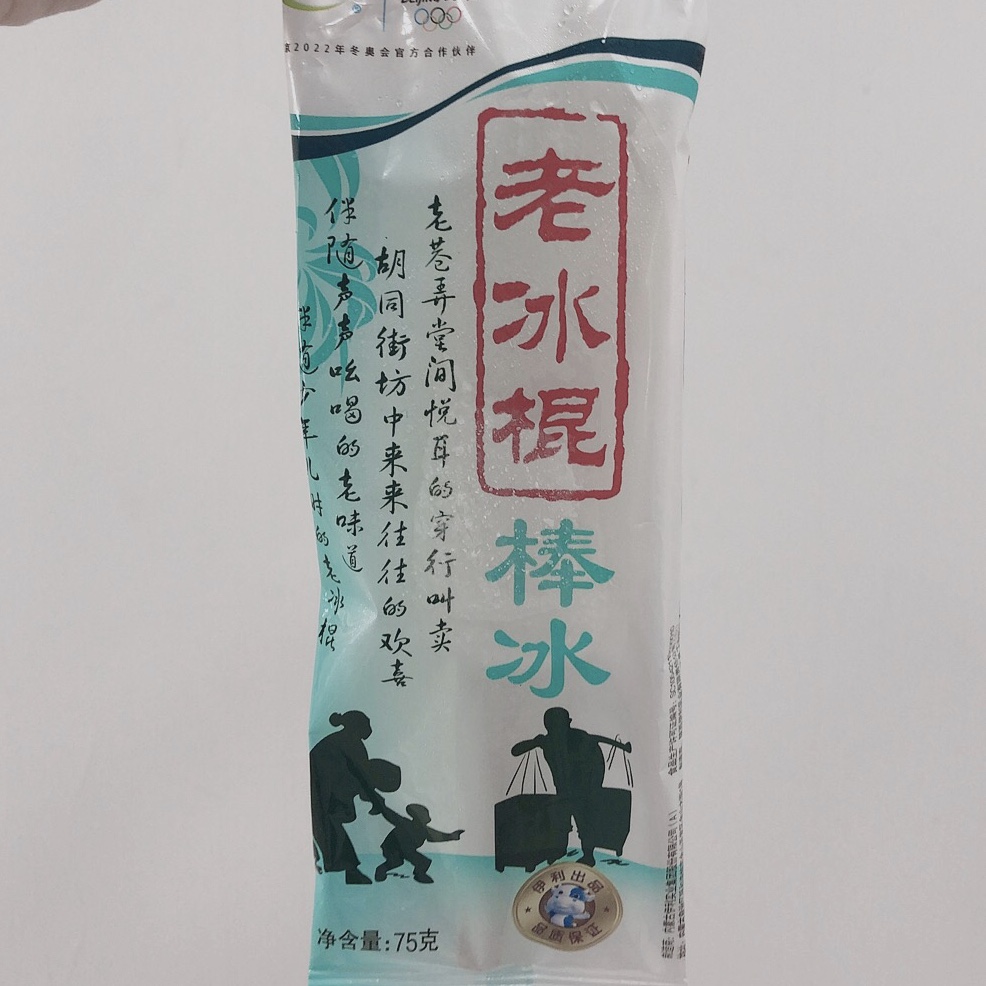 2022年冬奥会官方合作伙伴
老冰棍
棒冰
老巷弄堂间悦耳的穿行叫卖
胡同街坊中来来往往的欢喜
伴随声声吆喝的老味道
伴随少年儿时的老冰棍
伊利出品
品质保证
净含量:75克